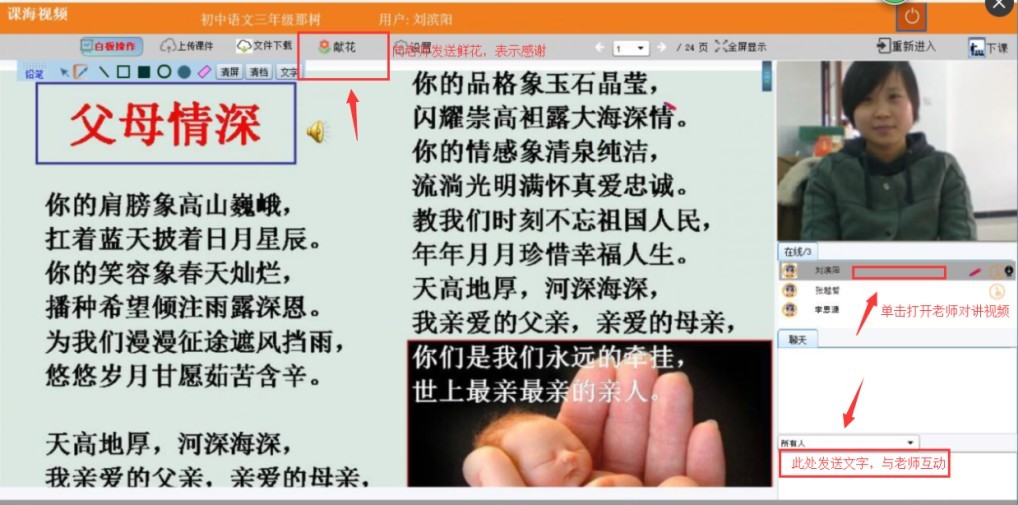 课海视频
初中语文三年级那树
用户: 刘滨阳
白板操作 上传课件 文件下载 献花 设置
向老师发送鲜花，表示感谢
1 / 24 页 全屏显示
重新进入 下课
铅笔 清屏 清档 文字
父母情深
你的肩膀象高山巍峨，
扛着蓝天披着日月星辰。
你的笑容象春天灿烂，
播种希望倾注雨露深恩。
为我们漫漫征途遮风挡雨，
悠悠岁月甘愿茹苦含辛。
天高地厚，河深海深，
我亲爱的父亲，亲爱的母亲，
你的品格象玉石晶莹，
闪耀崇高袒露大海深情。
你的情感象清泉纯洁，
流淌光明满怀真爱忠诚。
教我们时刻不忘祖国人民，
年年月月珍惜幸福人生。
天高地厚，河深海深，
我亲爱的父亲，亲爱的母亲，
你们是我们永远的牵挂，
世上最亲最亲的亲人。
在线/3
刘滨阳
张越哲
李思源
单击打开老师对讲视频
聊天
所有人
此处发送文字，与老师互动